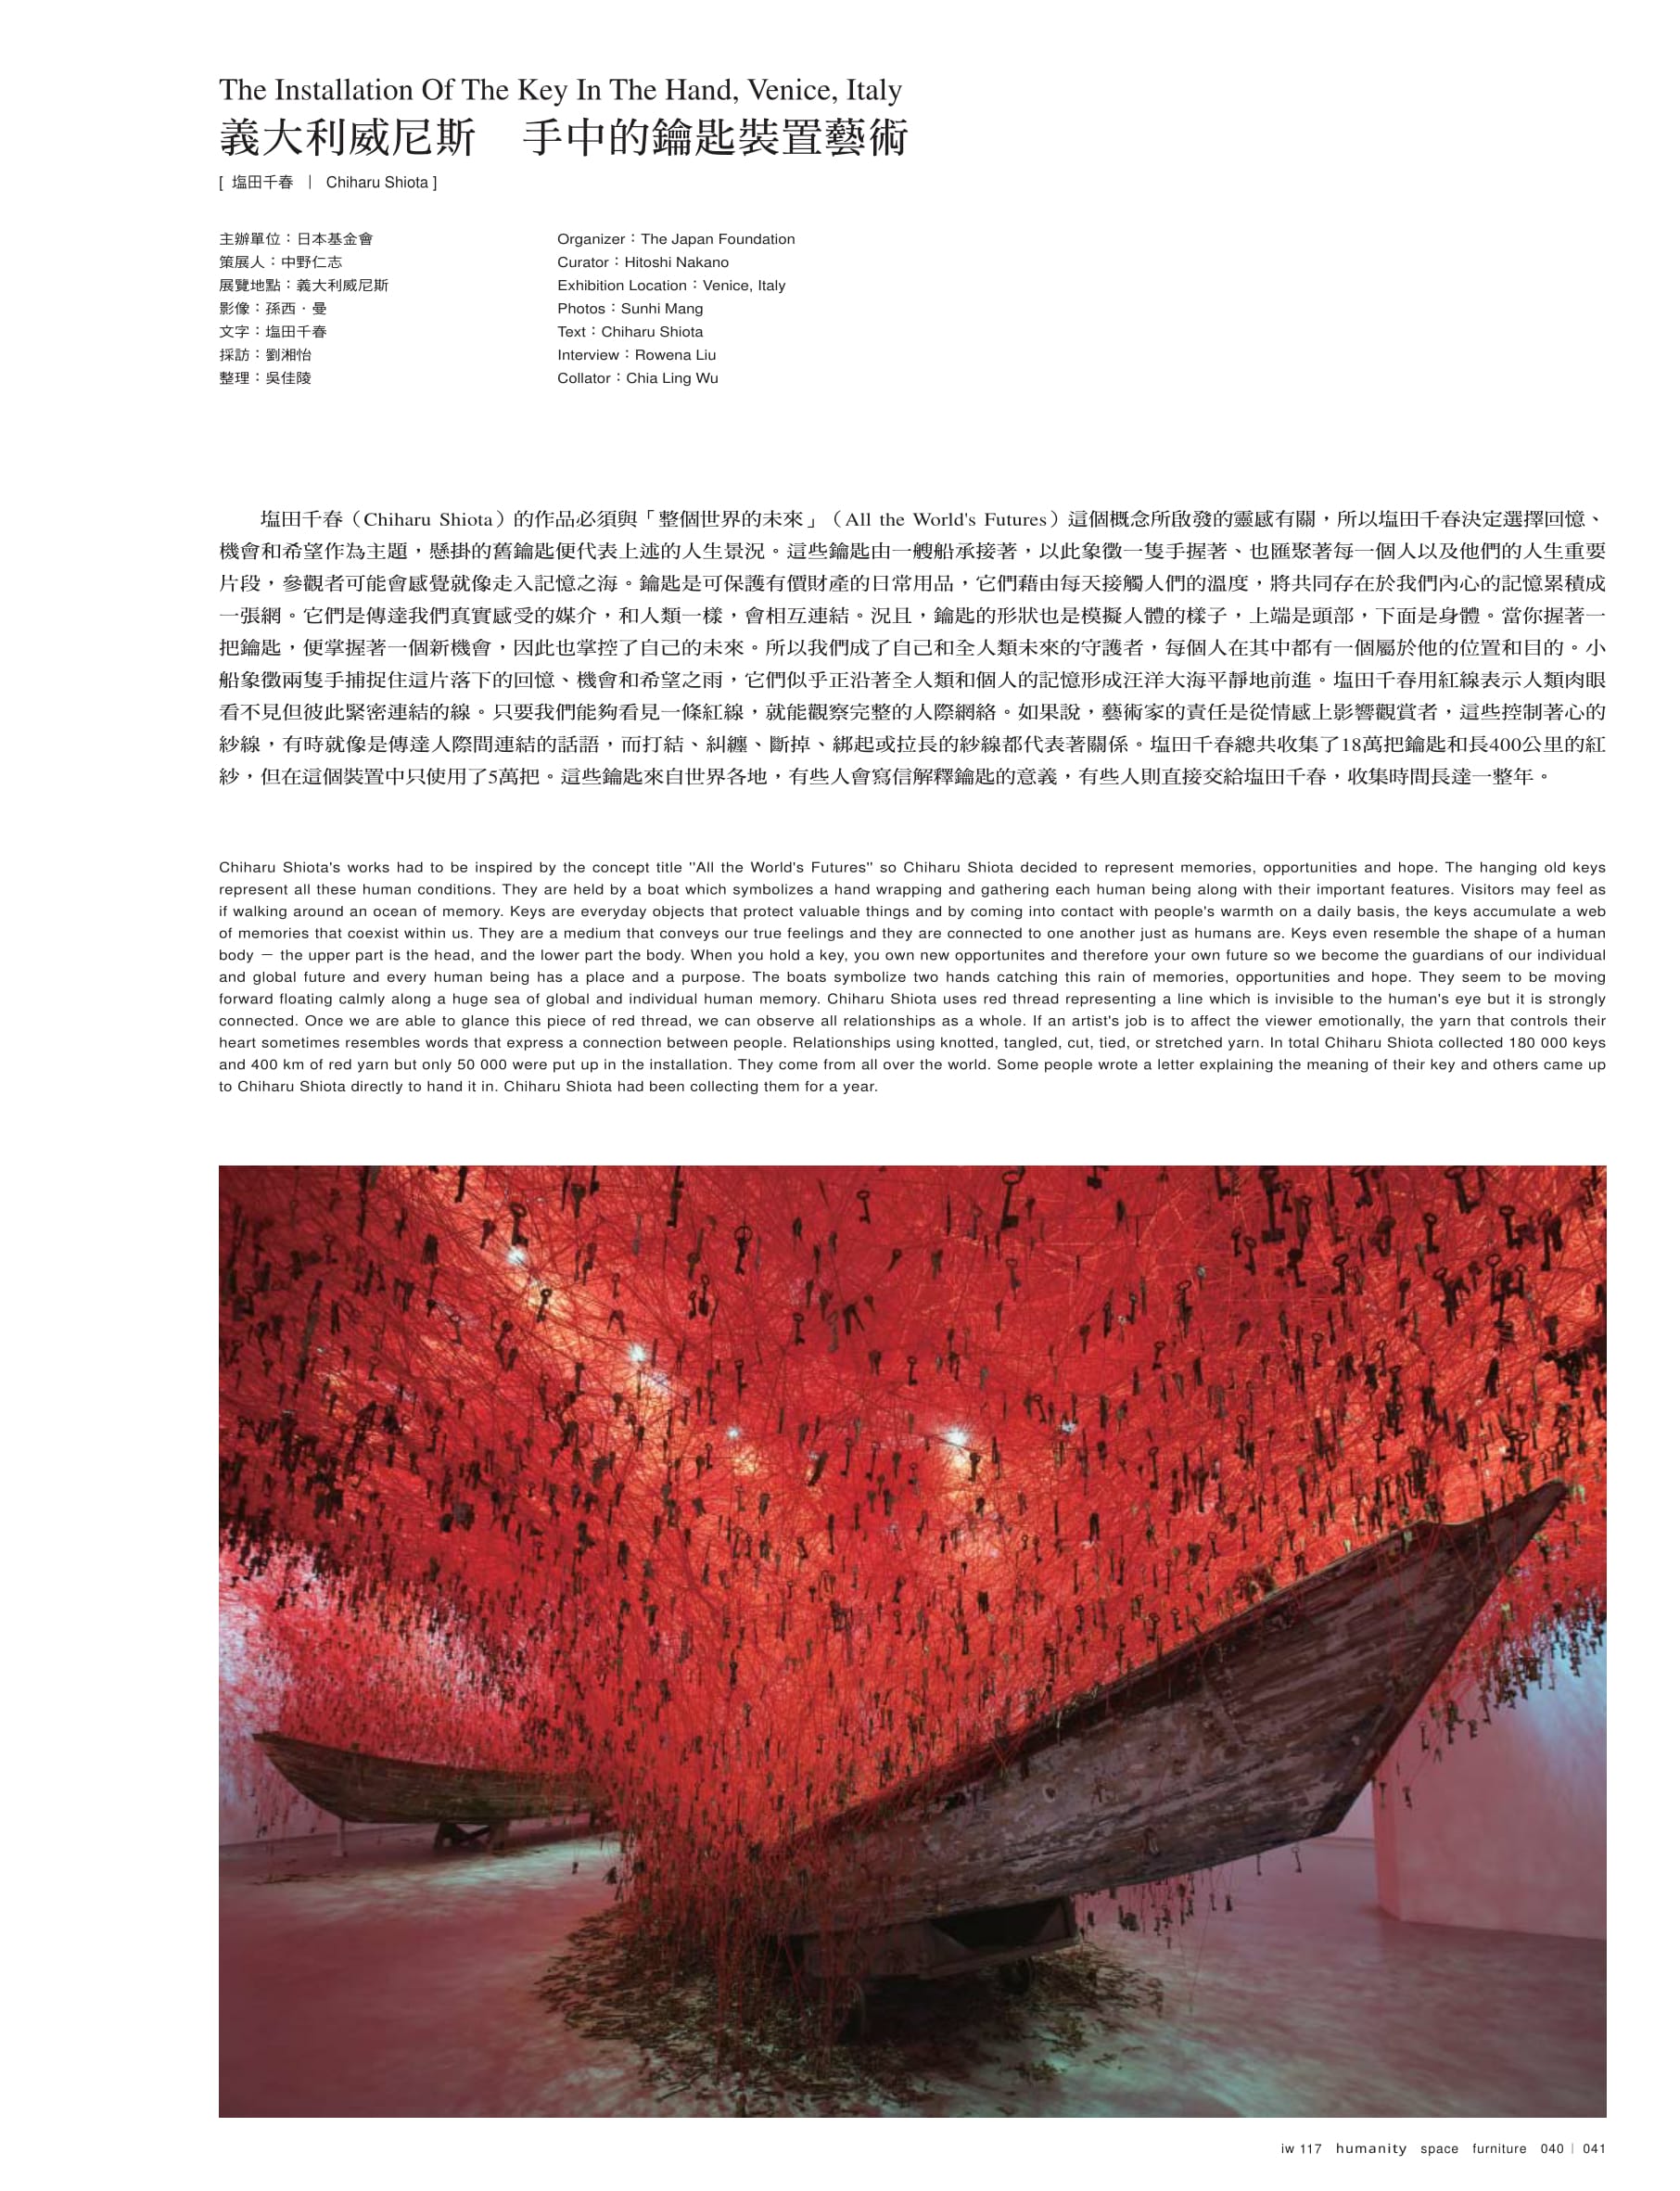 The Installation Of The Key In The Hand, Venice, Italy
義大利威尼斯　手中的鑰匙裝置藝術
[ 塩田千春 ｜ Chiharu Shiota ]
主辦單位：日本基金會
策展人：中野仁志
展覽地點：義大利威尼斯
影像：孫西．曼
文字：塩田千春
採訪：劉湘怡
整理：吳佳陵
Organizer：The Japan Foundation
Curator：Hitoshi Nakano
Exhibition Location：Venice, Italy
Photos：Sunhi Mang
Text：Chiharu Shiota
Interview：Rowena Liu
Collator：Chia Ling Wu
塩田千春（Chiharu Shiota）的作品必須與「整個世界的未來」（All the World's Futures）這個概念所啟發的靈感有關，所以塩田千春決定選擇回憶、
機會和希望作為主題，懸掛的舊鑰匙便代表上述的人生景況。這些鑰匙由一艘船承接著，以此象徵一隻手握著、也匯聚著每一個人以及他們的人生重要
片段，參觀者可能會感覺就像走入記憶之海。鑰匙是可保護有價財產的日常用品，它們藉由每天接觸人們的溫度，將共同存在於我們內心的記憶累積成
一張網。它們是傳達我們真實感受的媒介，和人類一樣，會相互連結。況且，鑰匙的形狀也是模擬人體的樣子，上端是頭部，下面是身體。當你握著一
把鑰匙，便掌握著一個新機會，因此也掌控了自己的未來。所以我們成了自己和全人類未來的守護者，每個人在其中都有一個屬於他的位置和目的。小
船象徵兩隻手捕捉住這片落下的回憶、機會和希望之雨，它們似乎正沿著全人類和個人的記憶形成汪洋大海平靜地前進。塩田千春用紅線表示人類肉眼
看不見但彼此緊密連結的線。只要我們能夠看見一條紅線，就能觀察完整的人際網絡。如果說，藝術家的責任是從情感上影響觀賞者，這些控制著心的
紗線，有時就像是傳達人際間連結的話語，而打結、糾纏、斷掉、綁起或拉長的紗線都代表著關係。塩田千春總共收集了18萬把鑰匙和長400公里的紅
紗，但在這個裝置中只使用了5萬把。這些鑰匙來自世界各地，有些人會寫信解釋鑰匙的意義，有些人則直接交給塩田千春，收集時間長達一整年。
Chiharu Shiota's works had to be inspired by the concept title "All the World's Futures" so Chiharu Shiota decided to represent memories, opportunities and hope. The hanging old keys
represent all these human conditions. They are held by a boat which symbolizes a hand wrapping and gathering each human being along with their important features. Visitors may feel as
if walking around an ocean of memory. Keys are everyday objects that protect valuable things and by coming into contact with people's warmth on a daily basis, the keys accumulate a web
of memories that coexist within us. They are a medium that conveys our true feelings and they are connected to one another just as humans are. Keys even resemble the shape of a human
body － the upper part is the head, and the lower part the body. When you hold a key, you own new opportunites and therefore your own future so we become the guardians of our individual
and global future and every human being has a place and a purpose. The boats symbolize two hands catching this rain of memories, opportunities and hope. They seem to be moving
forward floating calmly along a huge sea of global and individual human memory. Chiharu Shiota uses red thread representing a line which is invisible to the human's eye but it is strongly
connected. Once we are able to glance this piece of red thread, we can observe all relationships as a whole. If an artist's job is to affect the viewer emotionally, the yarn that controls their
heart sometimes resembles words that express a connection between people. Relationships using knotted, tangled, cut, tied, or stretched yarn. In total Chiharu Shiota collected 180 000 keys
and 400 km of red yarn but only 50 000 were put up in the installation. They come from all over the world. Some people wrote a letter explaining the meaning of their key and others came up
to Chiharu Shiota directly to hand it in. Chiharu Shiota had been collecting them for a year.
iw 117 humanity space furniture 040 | 041